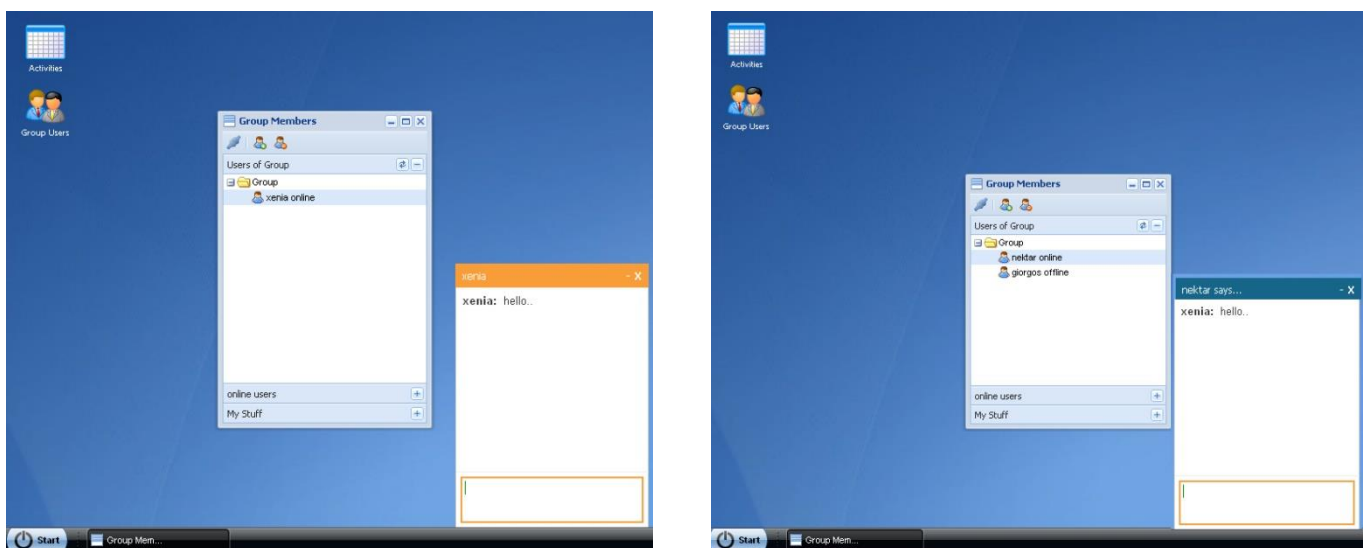 Activities
Group Users
Group Members
Users of Group
Group
xenia online
online users
My Stuff
xenia - X
xenia: hello..
Start
Group Mem...
Activities
Group Users
Group Members
Users of Group
Group
nektar online
giorgos offline
online users
My Stuff
nektar says... - X
xenia: hello..
Start
Group Mem...